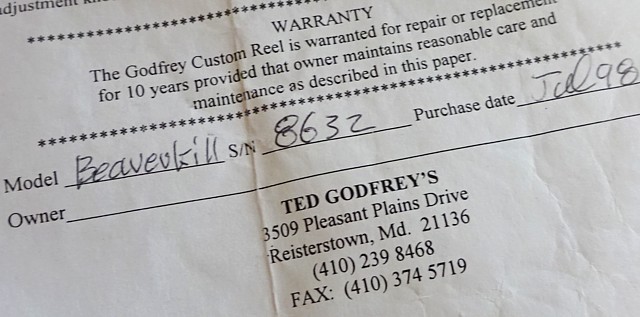 WARRANTY
The Godfrey Custom Reel is warranted for repair or replacement
for 10 years provided that owner maintains reasonable care and
maintenance as described in this paper.
Model Beaverkill S/N 8632 Purchase date Jul 98
Owner
TED GODFREY'S
3509 Pleasant Plains Drive
Reisterstown, Md. 21136
(410) 239 8468
FAX: (410) 374 5719